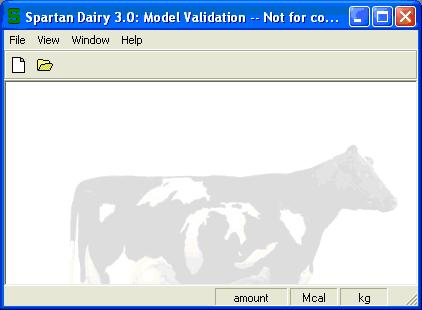 Spartan Dairy 3.0: Model Validation -- Not for co...
File View Window Help
amount Mcal kg